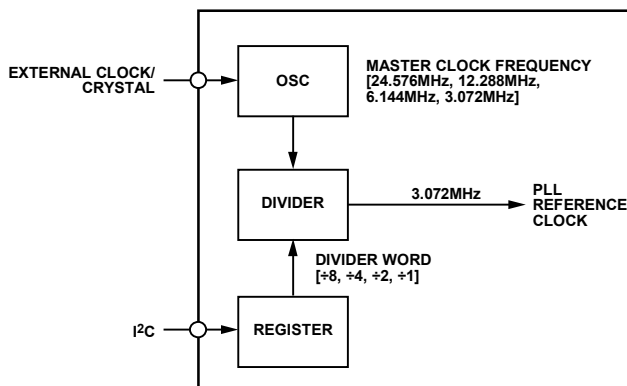 EXTERNAL CLOCK/
CRYSTAL
OSC
MASTER CLOCK FREQUENCY
[24.576MHz, 12.288MHz,
6.144MHz, 3.072MHz]
DIVIDER
3.072MHz
PLL
REFERENCE
CLOCK
DIVIDER WORD
[÷8, ÷4, ÷2, ÷1]
I²C
REGISTER